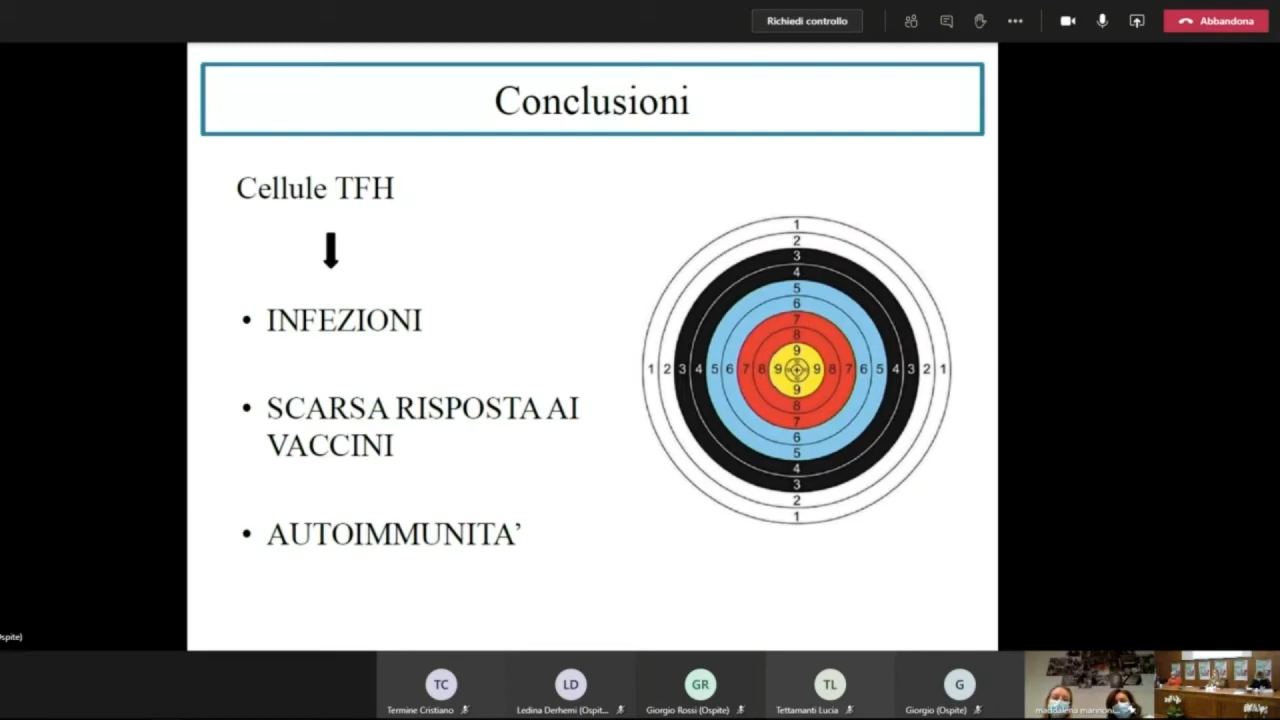 Richiedi controllo
Abbandona
Conclusioni
Cellule TFH
• INFEZIONI
• SCARSA RISPOSTA AI
VACCINI
• AUTOIMMUNITA’
1
2
3
4
5
6
7
8
9
1 2 3 4 5 6 7 8 9 9 8 7 6 5 4 3 2 1
9
8
7
6
5
4
3
2
1
TC
LD
GR
TL
G
Termine Cristiano
Ledina Derhemi (Ospit...
Giorgio Rossi (Ospite)
Tettamanti Lucia
Giorgio (Ospite)